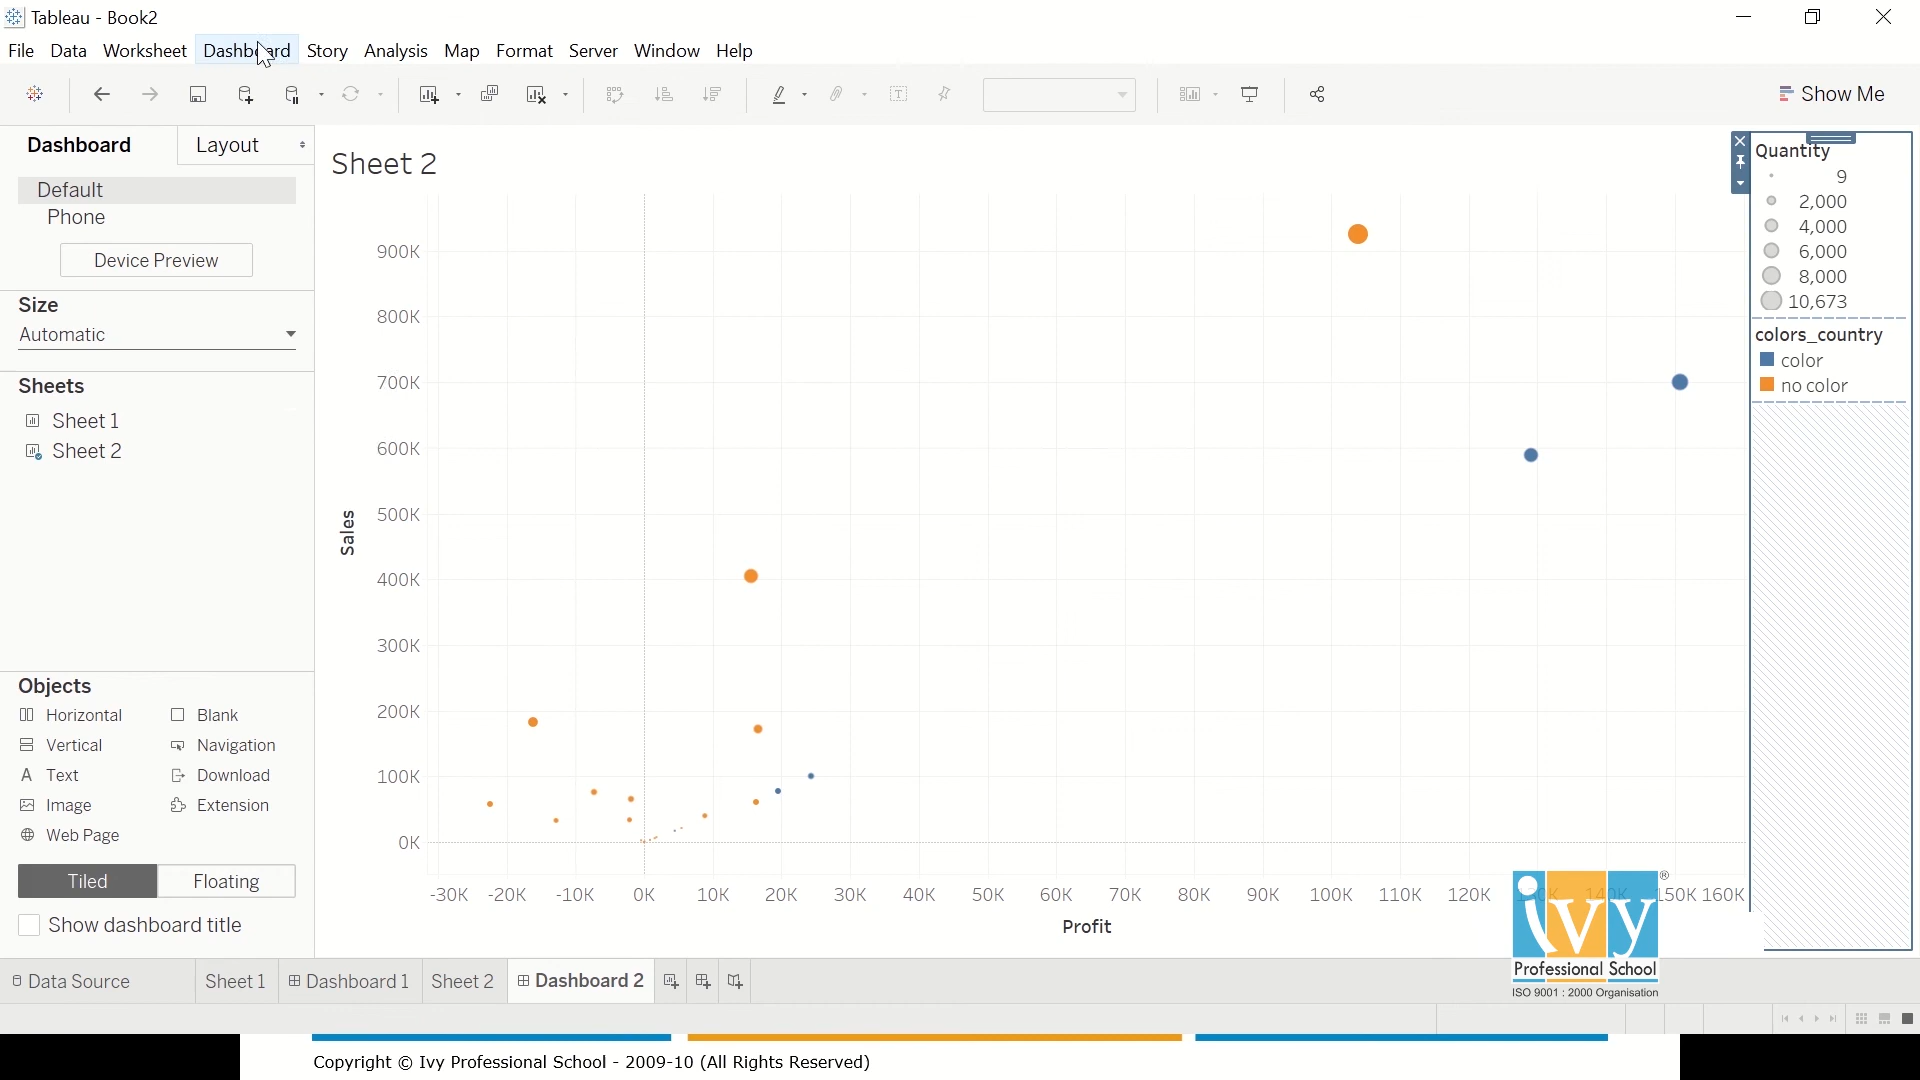 Tableau - Book2
File Data Worksheet Dashboard Story Analysis Map Format Server Window Help
Show Me
Dashboard Layout
Default
Phone
Device Preview
Size
Automatic
Sheets
Sheet 1
Sheet 2
Objects
Horizontal Blank
Vertical Navigation
Text Download
Image Extension
Web Page
Tiled Floating
Show dashboard title
Sheet 2
900K
800K
700K
600K
500K
400K
300K
200K
100K
0K
Sales
-30K -20K -10K 0K 10K 20K 30K 40K 50K 60K 70K 80K 90K 100K 110K 120K 130K 140K 150K 160K
Profit
Quantity
9
2,000
4,000
6,000
8,000
10,673
colors_country
color
no color
ivy ®
Professional School
ISO 9001 : 2000 Organisation
Data Source Sheet 1 Dashboard 1 Sheet 2 Dashboard 2
Copyright © Ivy Professional School - 2009-10 (All Rights Reserved)